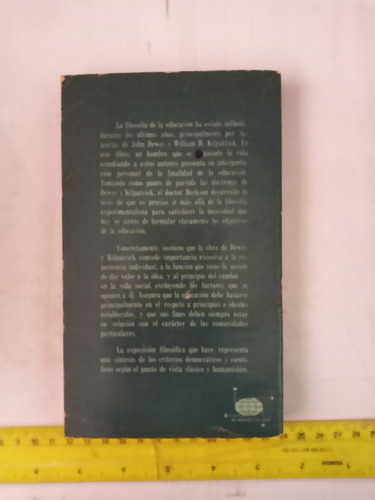 La filosofía de la educación ha estado influida,
durante los últimos años, principalmente por las
teorías de John Dewey y William H. Kilpatrick. En
este libro, un hombre que se parado la vida
estudiando a estos autores presenta su interpreta-
ción personal de la finalidad de la educación.
Tomando como punto de partida las doctrinas de
Dewey y Kilpatrick, el doctor Berkson desarrolla la
tesis de que es preciso ir más allá de la filosofía
experimentalista para satisfacer la necesidad que
hoy se siente de formular claramente los objetivos
de la educación.
Concretamente, sostiene que la obra de Dewey
y Kilpatrick concede importancia excesiva a la ex-
periencia individual, a la función que tiene la acción
de dar valor a la idea, y al principio del cambio
en la vida social, excluyendo los factores que se
oponen a él. Asegura que la educación debe basarse
principalmente en el respeto a principios e ideales
establecidos, y que sus fines deben siempre estar
en relación con el carácter de las comunidades
particulares.
La exposición filosófica que hace, representa
una síntesis de los criterios democráticos y cientí-
ficos según el punto de vista clásico y humanístico.
HECHO EN MEXICO